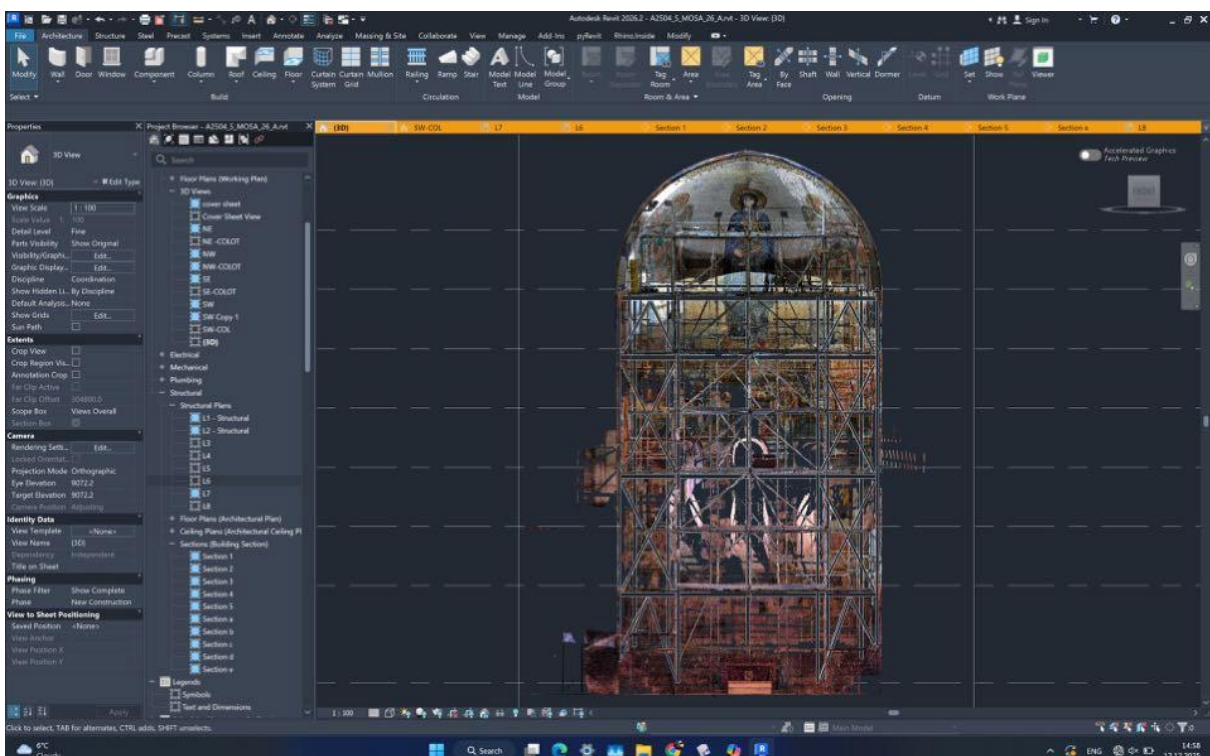 Autodesk Revit 2026.2 - A2504_S_MOSA_26_A.rvt - 3D View: {3D}
Sign In
File Architecture Structure Steel Precast Systems Insert Annotate Analyze Massing & Site Collaborate View Manage Add-Ins pyRevit Rhino.Inside Modify
Modify Wall Door Window Component Column Roof Ceiling Floor Curtain System Curtain Grid Mullion Railing Ramp Stair Model Text Model Line Model Group Tag Room Area Tag Area By Face Shaft Wall Vertical Dormer Set Show Viewer
Select Build Circulation Model Room & Area Opening Datum Work Plane
Properties
3D View
3D View: {3D} Edit Type
Graphics
View Scale 1 : 100
Scale Value 1: 100
Detail Level Fine
Parts Visibility Show Original
Visibility/Graphi... Edit...
Graphic Display... Edit...
Discipline Coordination
Show Hidden Li... By Discipline
Default Analysis... None
Show Grids Edit...
Sun Path
Extents
Crop View
Crop Region Vis...
Annotation Crop
Far Clip Active
Far Clip Offset 304800.0
Scope Box Views Overall
Section Box
Camera
Rendering Setti... Edit...
Locked Orientat...
Projection Mode Orthographic
Eye Elevation 9072.2
Target Elevation 9072.2
Camera Position Adjusting
Identity Data
View Template <None>
View Name {3D}
Dependency Independent
Title on Sheet
Phasing
Phase Filter Show Complete
Phase New Construction
View to Sheet Positioning
Saved Position <None>
View Anchor
View Position X
View Position Y
Apply
Project Browser - A2504_S_MOSA_26_A.rvt
Search
Floor Plans (Working Plan)
3D Views
cover sheet
Cover Sheet View
NE
NE -COLOT
NW
NW-COLOT
SE
SE-COLOT
SW
SW Copy 1
SW-COL
{3D}
Electrical
Mechanical
Plumbing
Structural
Structural Plans
L1 - Structural
L2 - Structural
L3
L4
L5
L6
L7
L8
Floor Plans (Architectural Plan)
Ceiling Plans (Architectural Ceiling Pl
Sections (Building Section)
Section 1
Section 2
Section 3
Section 4
Section 5
Section a
Section b
Section c
Section d
Section e
Legends
Symbols
Text and Dimensions
{3D} SW-COL L7 L6 Section 1 Section 2 Section 3 Section 4 Section 5 Section a L8
Accelerated Graphics
Tech Preview
FRONT
1 : 100
Click to select, TAB for alternates, CTRL adds, SHIFT unselects.
Main Model
6°C
Cloudy
Search
ENG
14:58